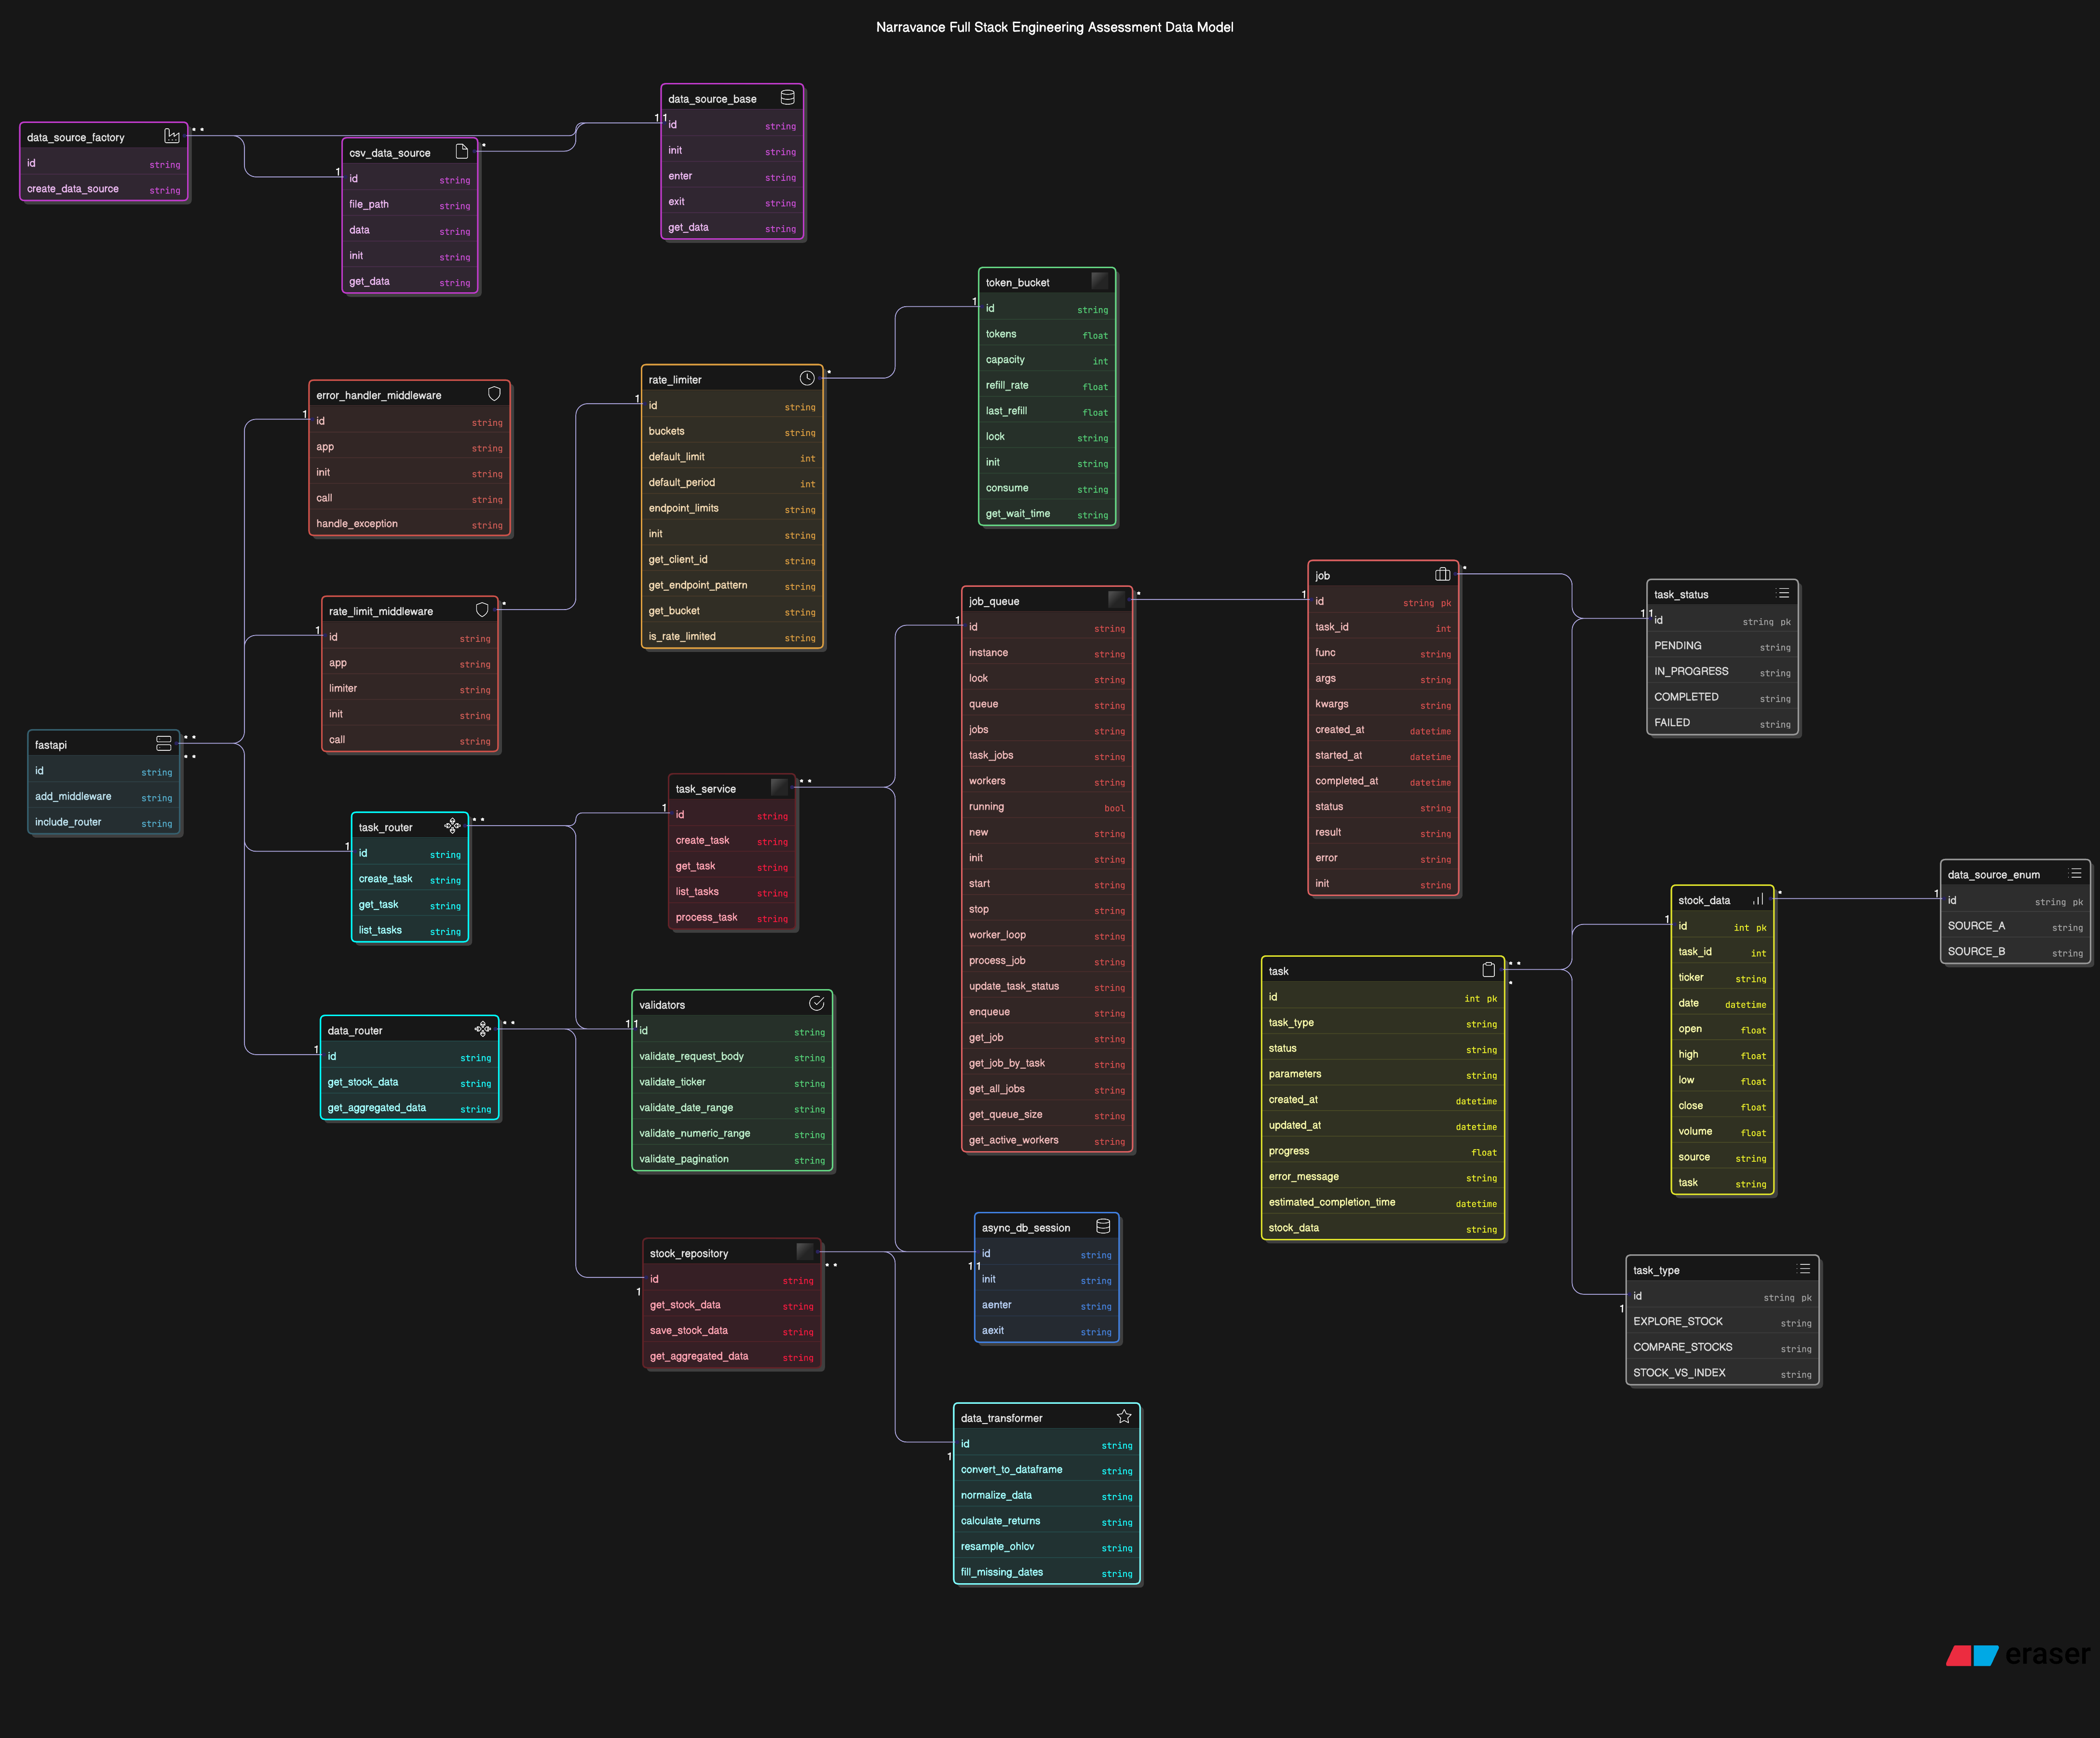 Narravance Full Stack Engineering Assessment Data Model
data_source_factory
id string
create_data_source string
csv_data_source
id string
file_path string
data string
init string
get_data string
data_source_base
id string
init string
enter string
exit string
get_data string
token_bucket
id string
tokens float
capacity int
refill_rate float
last_refill float
lock string
init string
consume string
get_wait_time string
rate_limiter
id string
buckets string
default_limit int
default_period int
endpoint_limits string
init string
get_client_id string
get_endpoint_pattern string
get_bucket string
is_rate_limited string
error_handler_middleware
id string
app string
init string
call string
handle_exception string
rate_limit_middleware
id string
app string
limiter string
init string
call string
fastapi
id string
add_middleware string
include_router string
task_router
id string
create_task string
get_task string
list_tasks string
data_router
id string
get_stock_data string
get_aggregated_data string
task_service
id string
create_task string
get_task string
list_tasks string
process_task string
validators
id string
validate_request_body string
validate_ticker string
validate_date_range string
validate_numeric_range string
validate_pagination string
stock_repository
id string
get_stock_data string
save_stock_data string
get_aggregated_data string
job_queue
id string
instance string
lock string
queue string
jobs string
task_jobs string
workers string
running bool
new string
init string
start string
stop string
worker_loop string
process_job string
update_task_status string
enqueue string
get_job string
get_job_by_task string
get_all_jobs string
get_queue_size string
get_active_workers string
async_db_session
id string
init string
aenter string
aexit string
data_transformer
id string
convert_to_dataframe string
normalize_data string
calculate_returns string
resample_ohlcv string
fill_missing_dates string
job
id string pk
task_id int
func string
args string
kwargs string
created_at datetime
started_at datetime
completed_at datetime
status string
result string
error string
init string
task
id int pk
task_type string
status string
parameters string
created_at datetime
updated_at datetime
progress float
error_message string
estimated_completion_time datetime
stock_data string
task_status
id string pk
PENDING string
IN_PROGRESS string
COMPLETED string
FAILED string
stock_data
id int pk
task_id int
ticker string
date datetime
open float
high float
low float
close float
volume float
source string
task string
data_source_enum
id string pk
SOURCE_A string
SOURCE_B string
task_type
id string pk
EXPLORE_STOCK string
COMPARE_STOCKS string
STOCK_VS_INDEX string
eraser